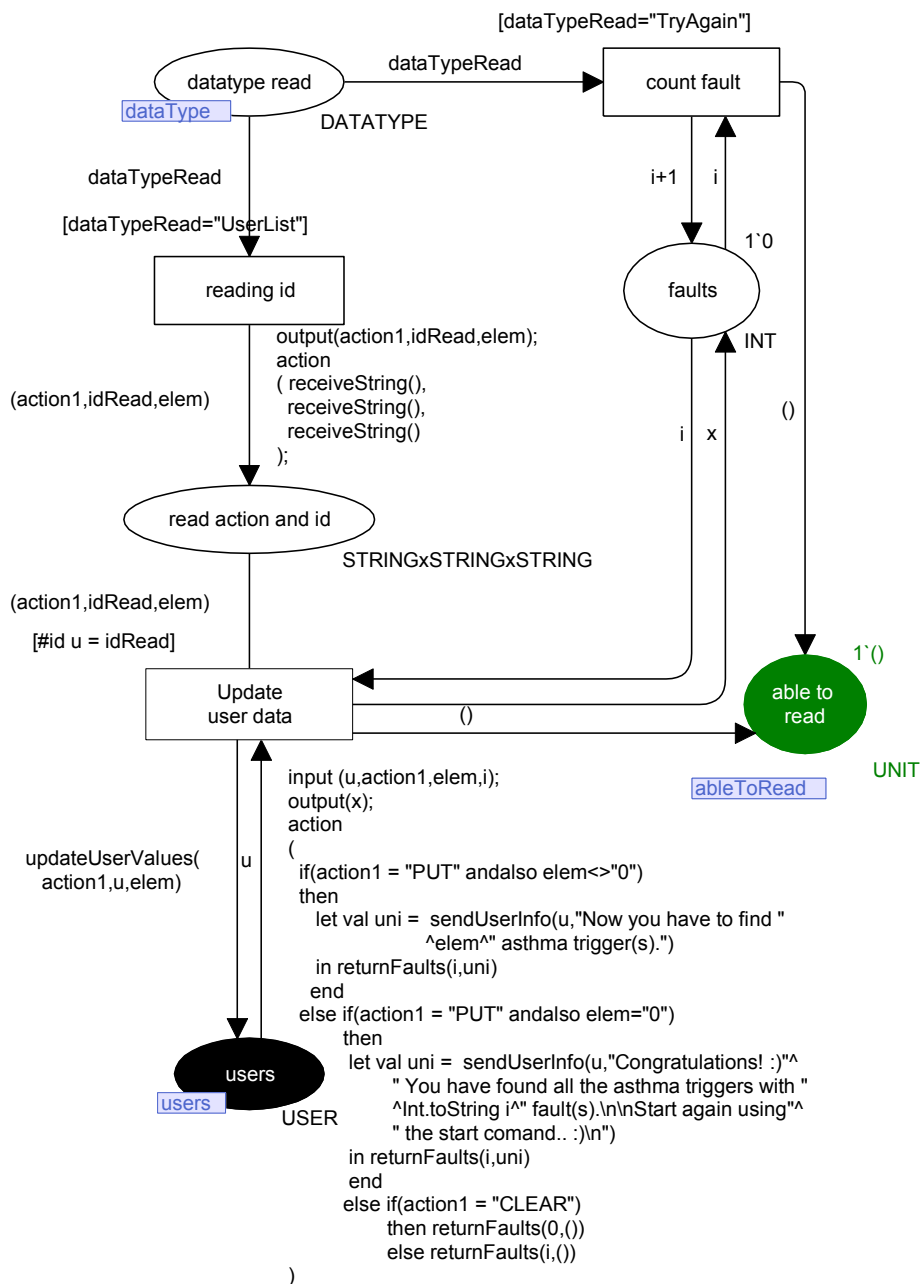 [dataTypeRead="TryAgain"]
datatype read
dataTypeRead
count fault
dataType
DATATYPE
dataTypeRead
i+1
i
[dataTypeRead="UserList"]
1`0
reading id
faults
INT
output(action1,idRead,elem);
action
( receiveString(),
receiveString(),
receiveString()
);
(action1,idRead,elem)
()
i
x
read action and id
STRINGxSTRINGxSTRING
(action1,idRead,elem)
[#id u = idRead]
1`()
Update
user data
able to
read
()
UNIT
ableToRead
updateUserValues(
action1,u,elem)
u
input (u,action1,elem,i);
output(x);
action
(
if(action1 = "PUT" andalso elem<>"0")
then
let val uni =  sendUserInfo(u,"Now you have to find "
^elem^" asthma trigger(s).")
in returnFaults(i,uni)
end
else if(action1 = "PUT" andalso elem="0")
then
let val uni =  sendUserInfo(u,"Congratulations! :)"^
" You have found all the asthma triggers with "
^Int.toString i^" fault(s).\n\nStart again using"^
" the start comand.. :)\n")
in returnFaults(i,uni)
end
else if(action1 = "CLEAR")
then returnFaults(0,())
else returnFaults(i,())
)
users
users
USER